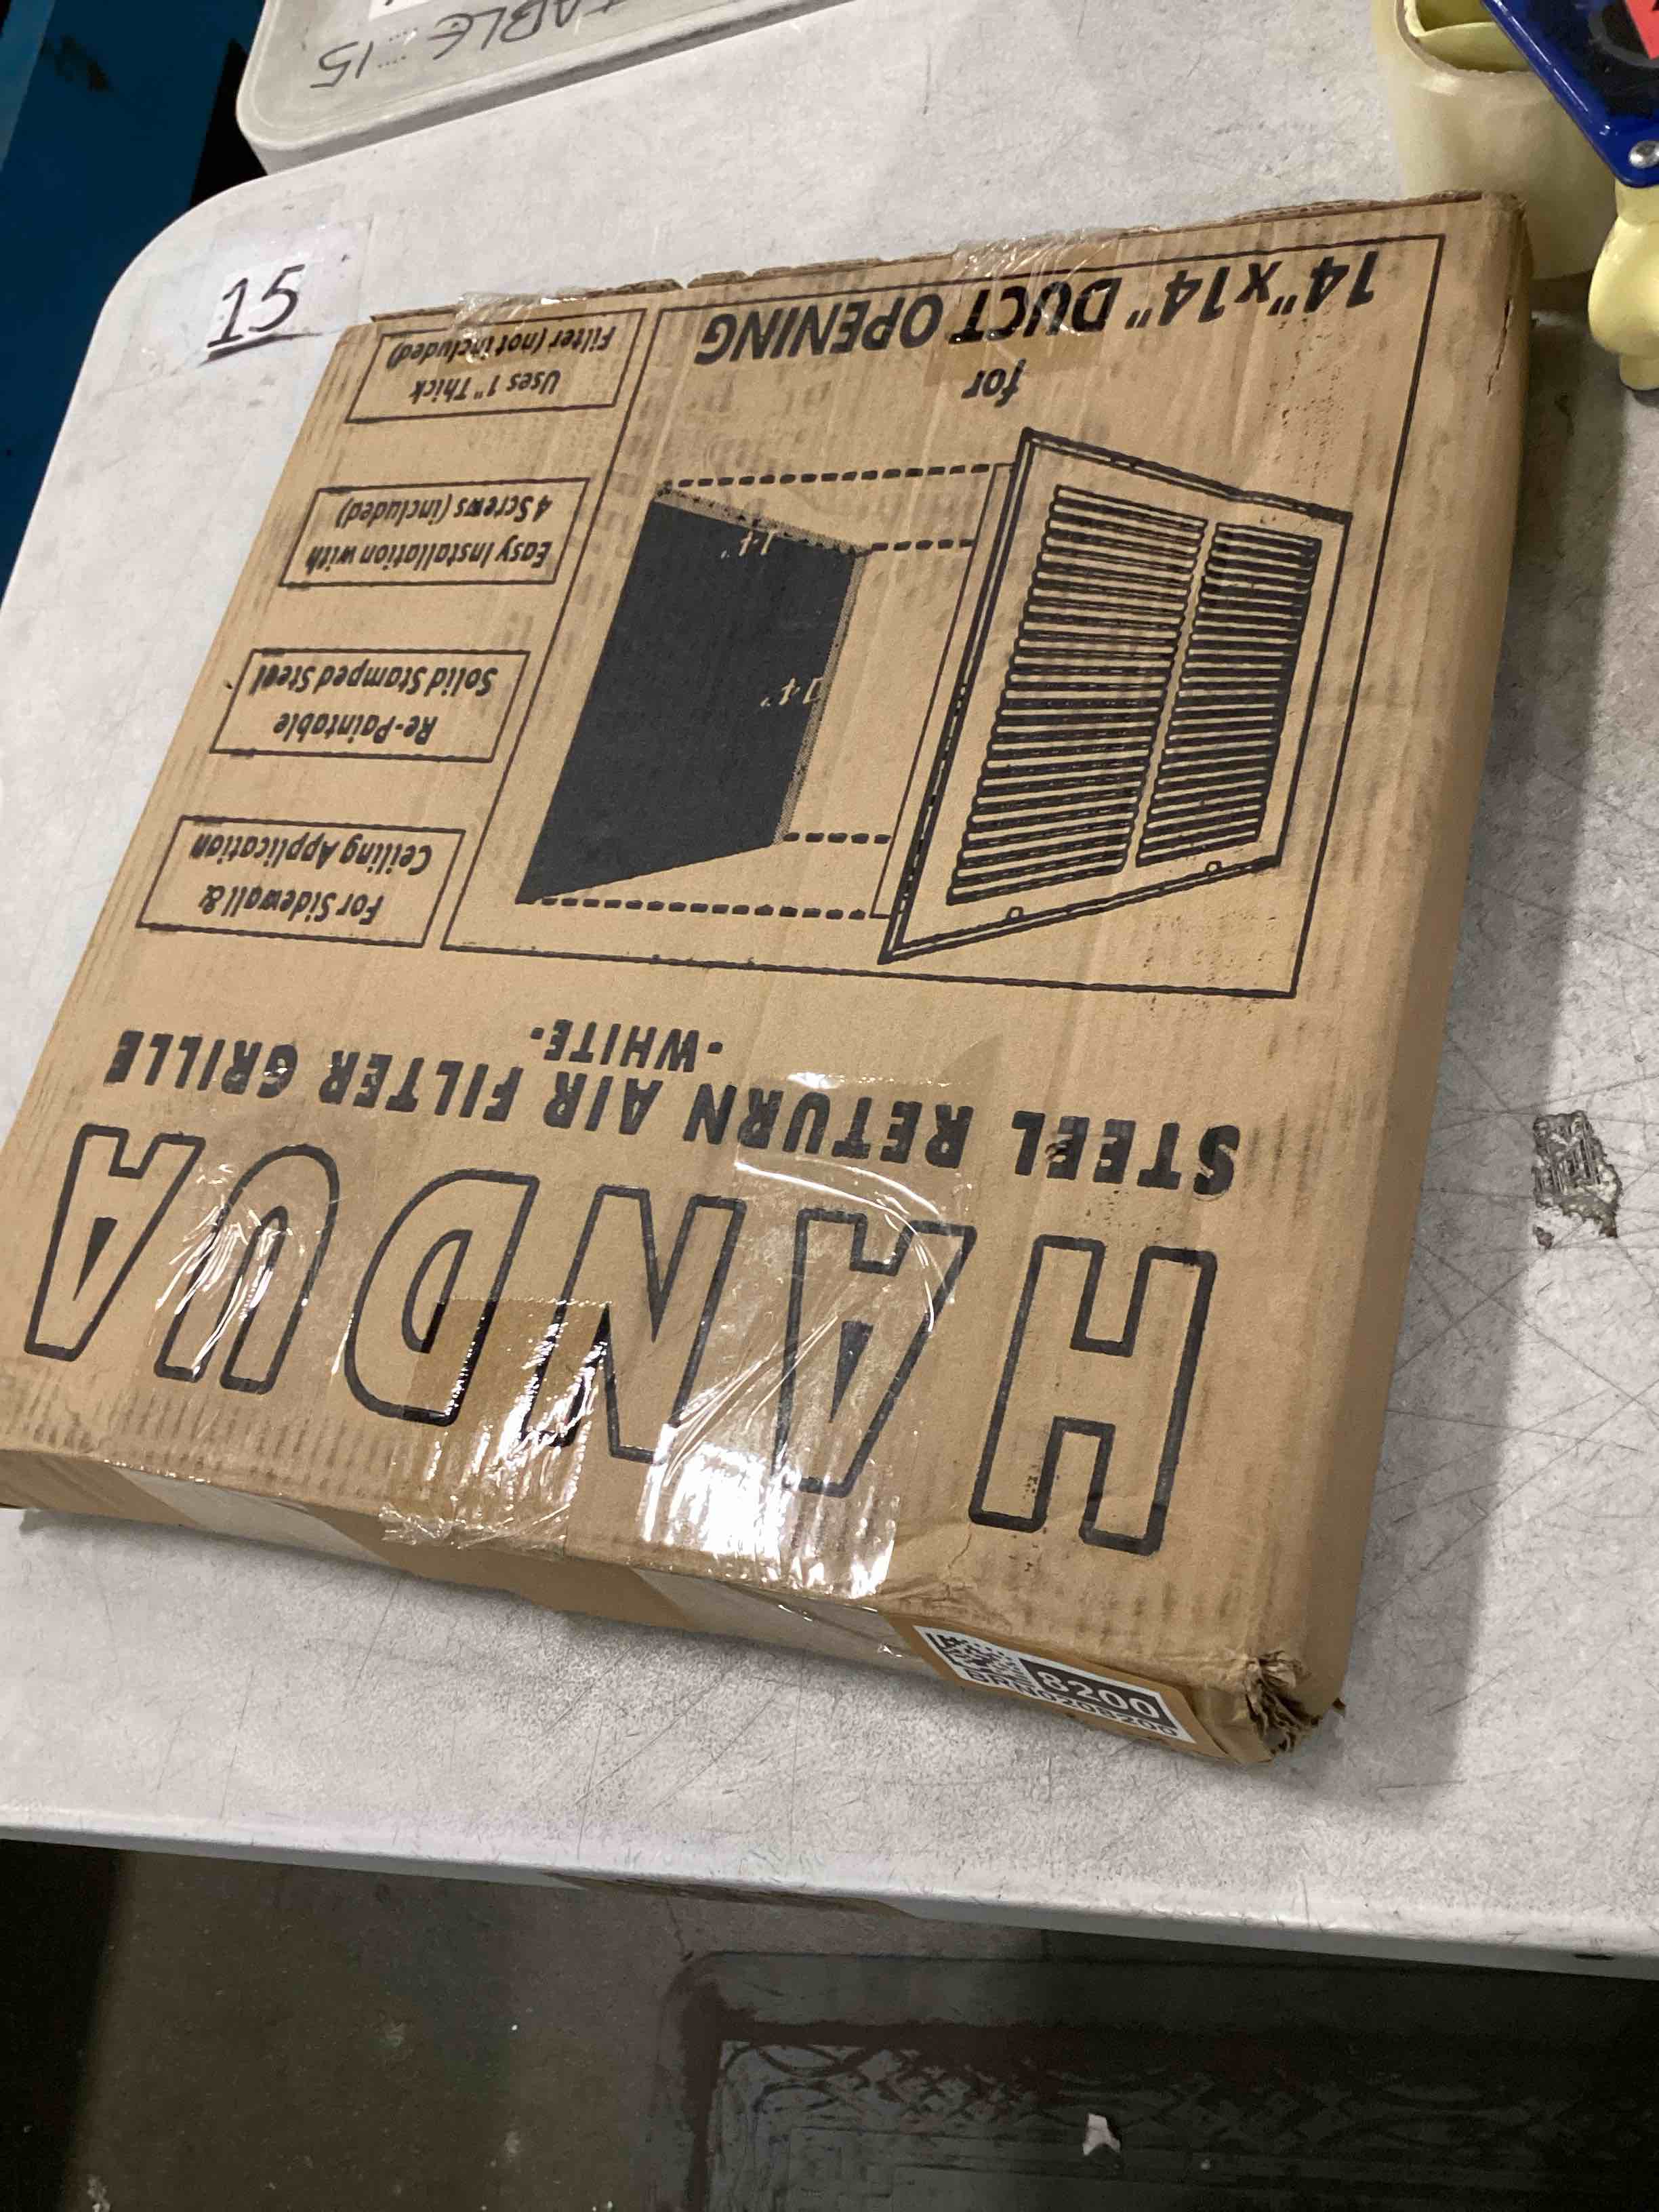 HANDUA
STEEL RETURN AIR FILTER GRILLE
-WHITE-
For Sidewall &
Ceiling Application
Re-Paintable
Solid Stamped Steel
Easy Installation with
4 Screws (included)
Uses 1" Thick
Filter (not included)
14"
14"
for
14"x14" DUCT OPENING
8200
BRN0208200
15
TABLE 15